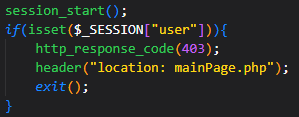 session_start();
if(isset($_SESSION["user"])){
    http_response_code(403);
    header("location: mainPage.php");
    exit();
}